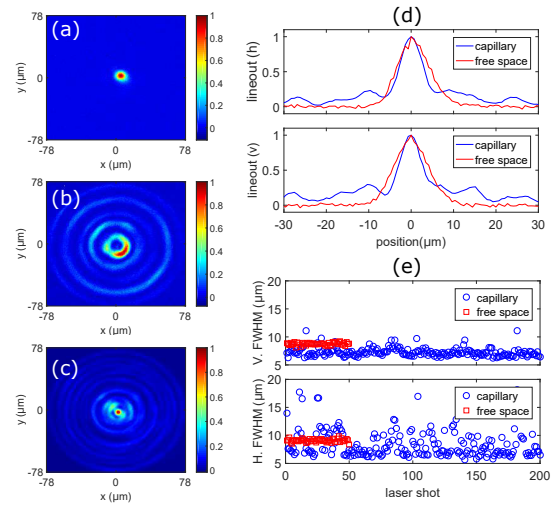 (a)
78
0
-78
y (µm)
-78
0
78
x (µm)
1
0.8
0.6
0.4
0.2
0
(b)
78
0
-78
y (µm)
-78
0
78
x (µm)
1
0.8
0.6
0.4
0.2
0
(c)
78
0
-78
y (µm)
-78
0
78
x (µm)
1
0.8
0.6
0.4
0.2
0
(d)
lineout (h)
1
0.5
0
capillary
free space
lineout (v)
1
0.5
0
capillary
free space
-30
-20
-10
0
10
20
30
position(µm)
(e)
V. FWHM (µm)
20
15
10
5
capillary
free space
H. FWHM (µm)
20
15
10
5
capillary
free space
0
50
100
150
200
laser shot